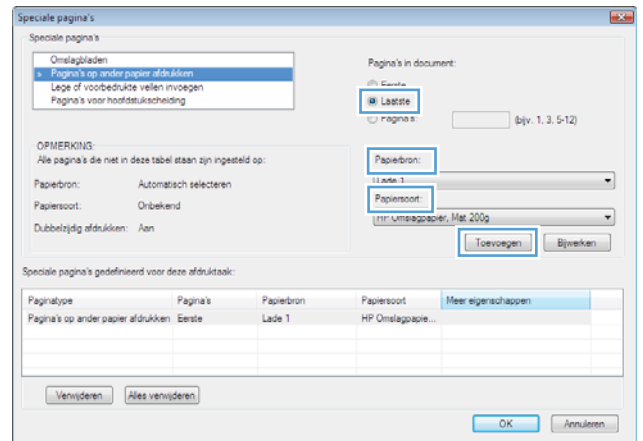 Speciale pagina's
Speciale pagina's
Omslagbladen
» Pagina's op ander papier afdrukken
Lege of voorbedrukte vellen invoegen
Pagina's voor hoofdstukscheiding
Pagina's in document:
Eerste
Laatste
Pagina's:
(bijv. 1, 3, 5-12)
OPMERKING:
Alle pagina's die niet in deze tabel staan zijn ingesteld op:
Papierbron: Automatisch selecteren
Papiersoort: Onbekend
Dubbelzijdig afdrukken: Aan
Papierbron:
Lade 1
Papiersoort:
HP Omslagpapier, Mat 200g
Toevoegen Bijwerken
Speciale pagina's gedefinieerd voor deze afdruktaak:
Paginatype Pagina's Papierbron Papiersoort Meer eigenschappen
Pagina's op ander papier afdrukken Eerste Lade 1 HP Omslagpapie...
Verwijderen Alles verwijderen
OK Annuleren